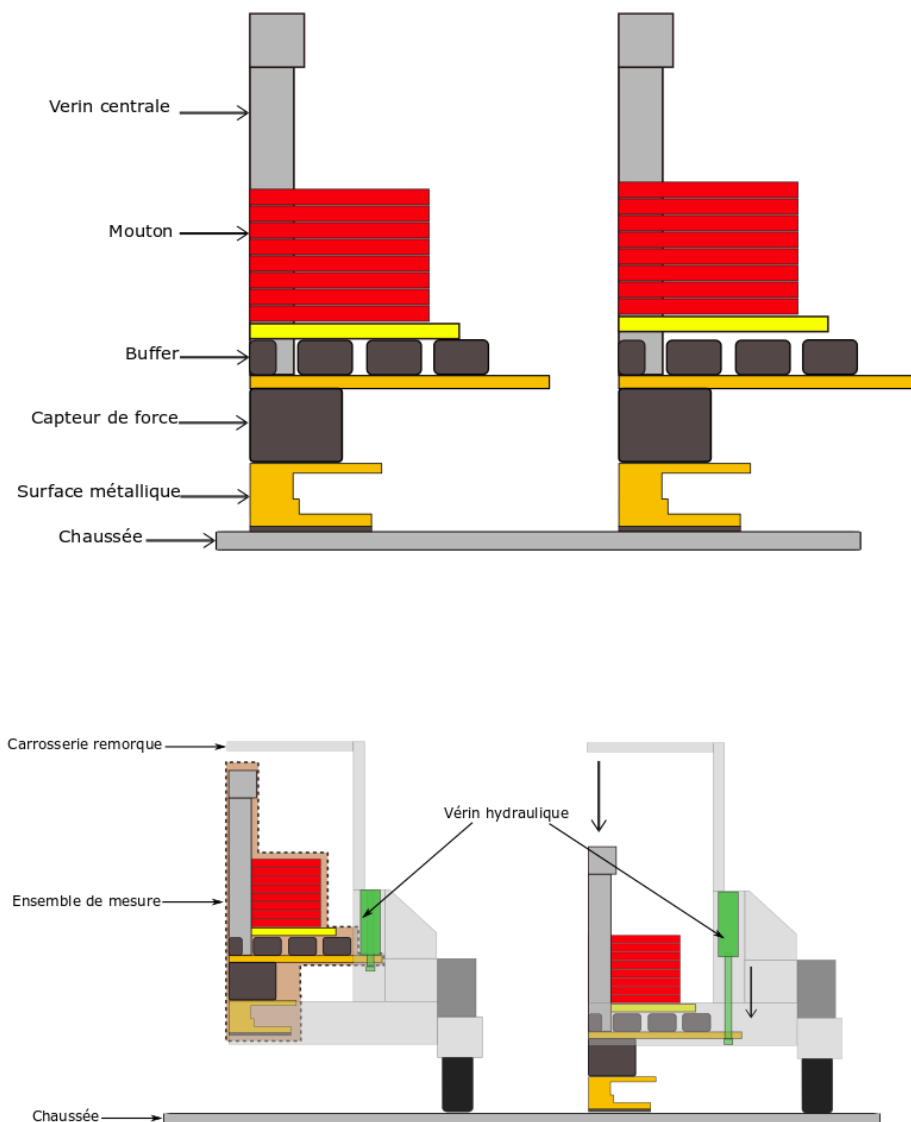 Verin centrale
Mouton
Buffer
Capteur de force
Surface métallique
Chaussée
Carrosserie remorque
Vérin hydraulique
Ensemble de mesure
Chaussée